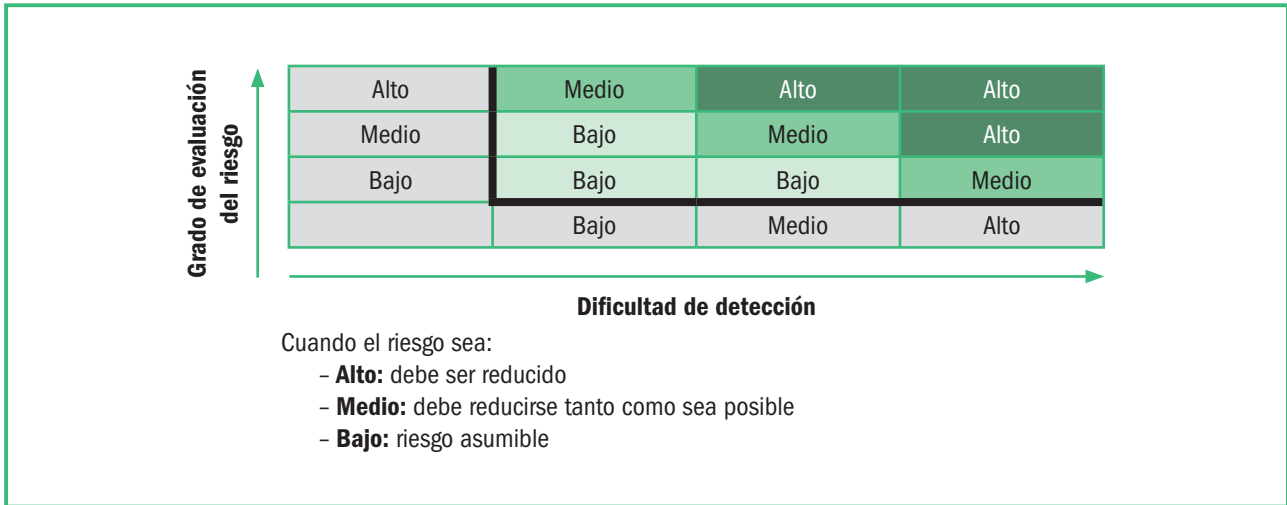 Grado de evaluación
del riesgo
Alto Medio Alto Alto
Medio Bajo Medio Alto
Bajo Bajo Bajo Medio
Bajo Medio Alto
Dificultad de detección
Cuando el riesgo sea:
– Alto: debe ser reducido
– Medio: debe reducirse tanto como sea posible
– Bajo: riesgo asumible